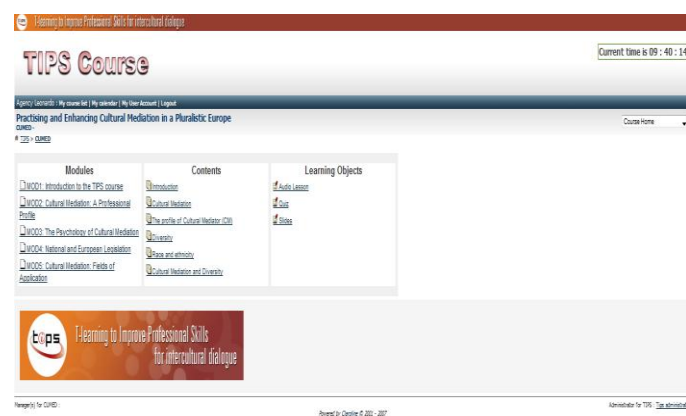 T-learning to Improve Professional Skills for intercultural dialogue
TIPS Course
Current time is 09 : 40 : 14
Agency Leonardo : My course list | My calendar | My User Account | Logout
Practising and Enhancing Cultural Mediation in a Pluralistic Europe
CUMED -
TIPS > CUMED
Course Home
Modules
MOD1: Introduction to the TIPS course
MOD2: Cultural Mediation: A Professional
Profile
MOD3: The Psychology of Cultural Mediation
MOD4: National and European Legislation
MOD5: Cultural Mediation: Fields of
Application
Contents
Introduction
Cultural Mediation
The profile of Cultural Mediator (CM)
Diversity
Race and ethnicity
Cultural Mediation and Diversity
Learning Objects
Audio Lesson
Quiz
Slides
t@ps
T-learning to Improve Professional Skills
for intercultural dialogue
Manager(s) for CUMED :
Powered by Claroline © 2001 - 2007
Administrator for TIPS : Tips administrat